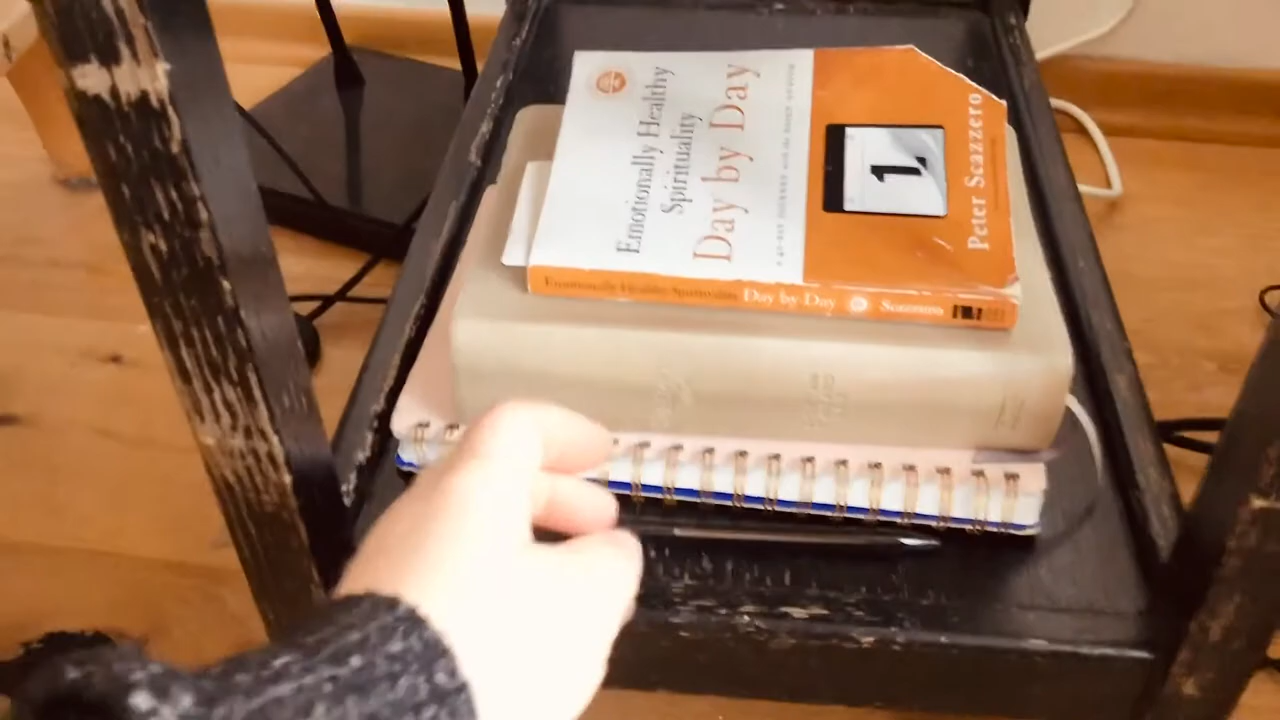 Emotionally Healthy
Spirituality
Day by Day
1
Peter Scazzero
Emotionally Healthy Spirituality Day by Day Scazzero